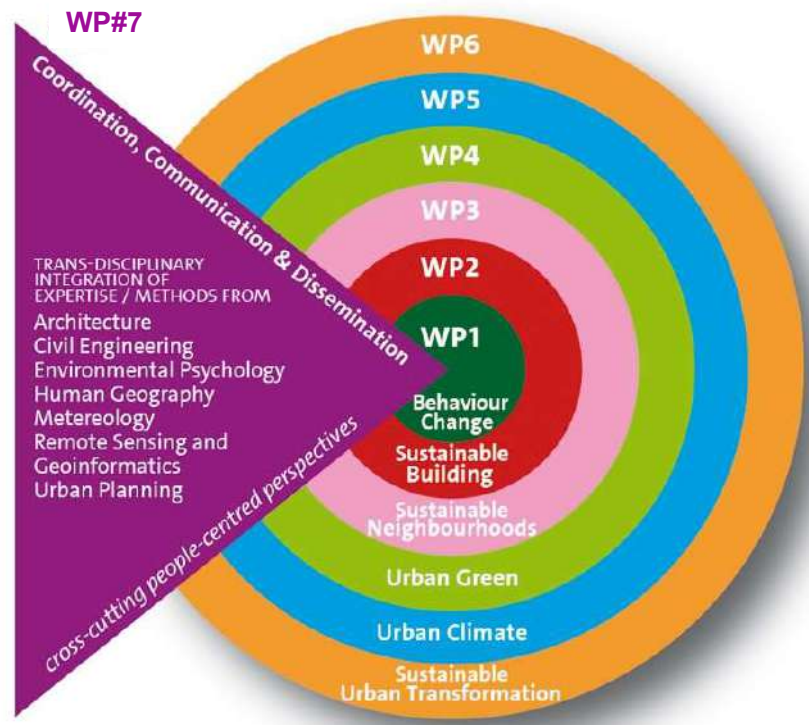 WP#7
Coordination, Communication & Dissemination
TRANS-DISCIPLINARY
INTEGRATION OF
EXPERTISE / METHODS FROM
Architecture
Civil Engineering
Environmental Psychology
Human Geography
Metereology
Remote Sensing and
Geoinformatics
Urban Planning
cross-cutting people-centred perspectives
WP6
WP5
WP4
WP3
WP2
WP1
Behaviour
Change
Sustainable
Building
Sustainable
Neighbourhoods
Urban Green
Urban Climate
Sustainable
Urban Transformation